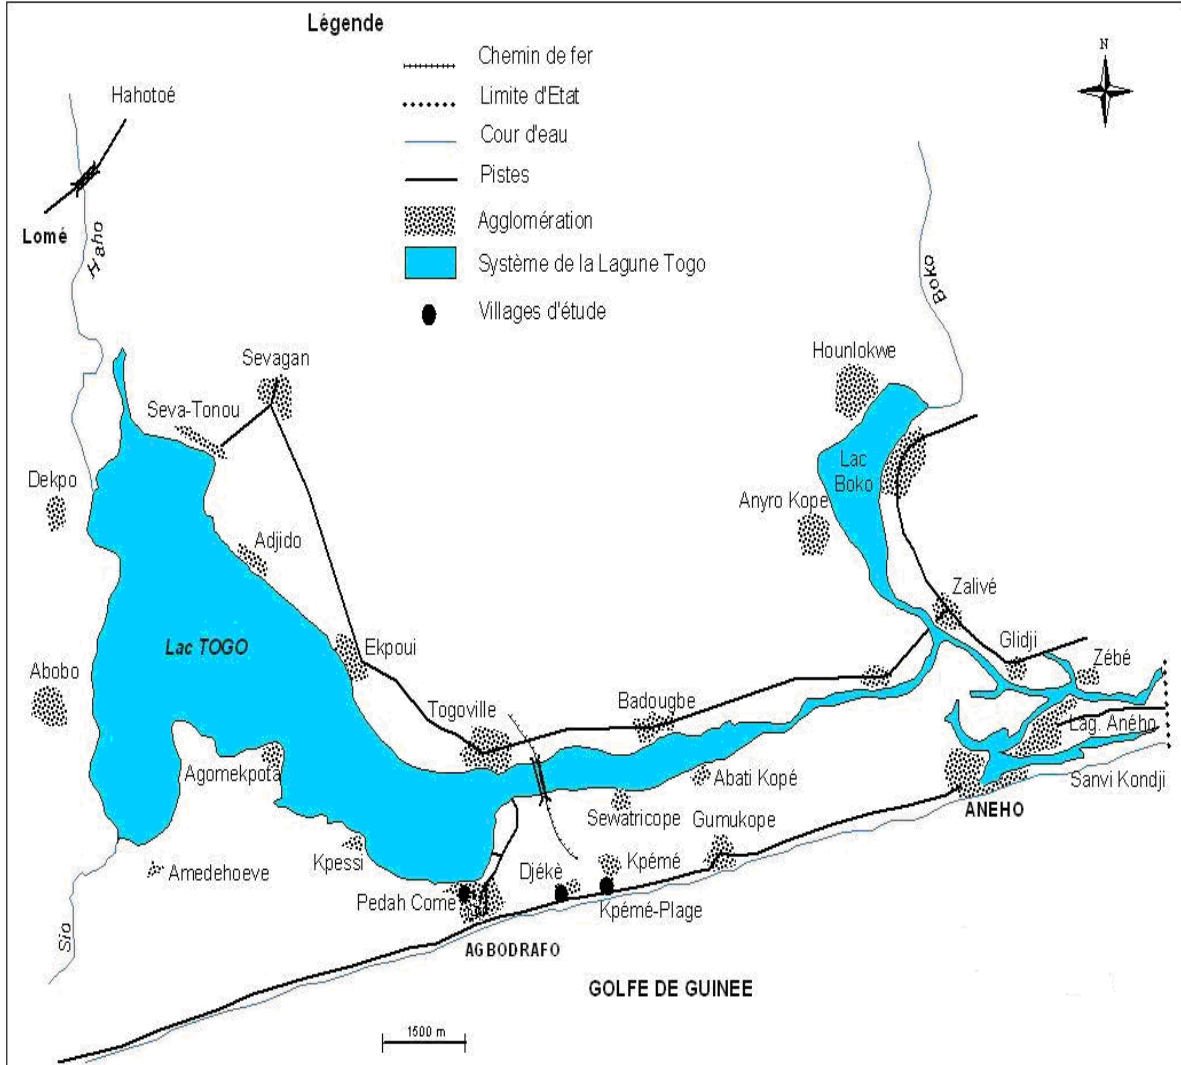 Légende
Chemin de fer
Limite d'Etat
Cour d'eau
Pistes
Agglomération
Système de la Lagune Togo
Villages d'étude
N
Hahotoé
Lomé
Haho
Boko
Hounlokwe
Sevagan
Seva-Tonou
Lac
Boko
Dekpo
Anyro Kope
Adjido
Zalivé
Glidji
Zébé
Lac TOGO
Ekpoui
Abobo
Togoville
Badougbe
Lag. Aného
Agomekpota
Abati Kopé
Sanvi Kondji
Sewatricope
Gumukope
ANEHO
Kpessi
Amedehoeve
Djékè
Kpémé
Pedah Come
Kpémé-Plage
Sio
AGBODRAFO
GOLFE DE GUINEE
1500 m